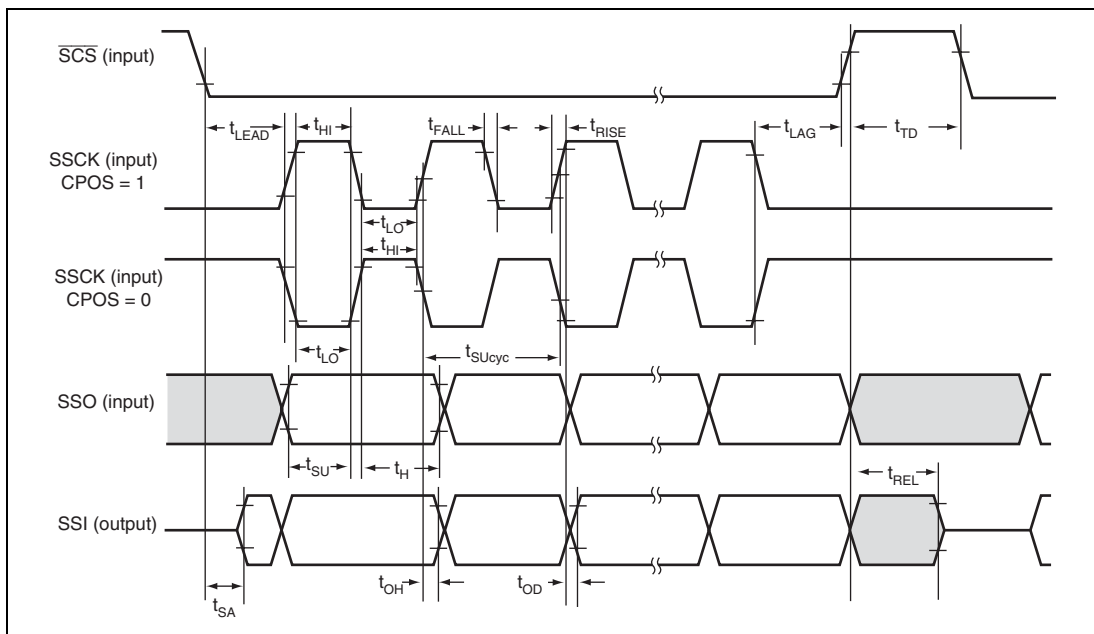 SCS (input)
tLEAD
tHI
tFALL
tRISE
tLAG
tTD
SSCK (input)
CPOS = 1
tLO
tHI
SSCK (input)
CPOS = 0
tLO
tSUcyc
SSO (input)
tSU
tH
tREL
SSI (output)
tSA
tOH
tOD